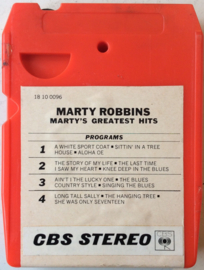 18 10 0096
MARTY ROBBINS
MARTY'S GREATEST HITS
PROGRAMS
1 A WHITE SPORT COAT • SITTIN' IN A TREE
HOUSE • ALOHA OE
2 THE STORY OF MY LIFE • THE LAST TIME
I SAW MY HEART • KNEE DEEP IN THE BLUES
3 AIN'T I THE LUCKY ONE • THE BLUES
COUNTRY STYLE • SINGING THE BLUES
4 LONG TALL SALLY • THE HANGING TREE •
SHE WAS ONLY SEVENTEEN
CBS STEREO